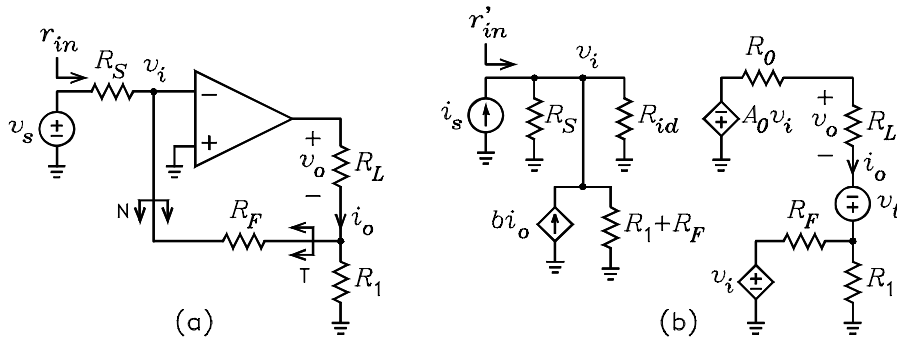 r_in
R_S
v_i
v_s
±
−
+
+
v_o
−
R_L
N
R_F
i_o
T
R_1
(a)
r'_in
v_i
i_s
R_S
R_id
bi_o
R_1+R_F
R_0
A_0v_i
+
v_o
−
R_L
i_o
v_t
R_F
v_i
R_1
(b)